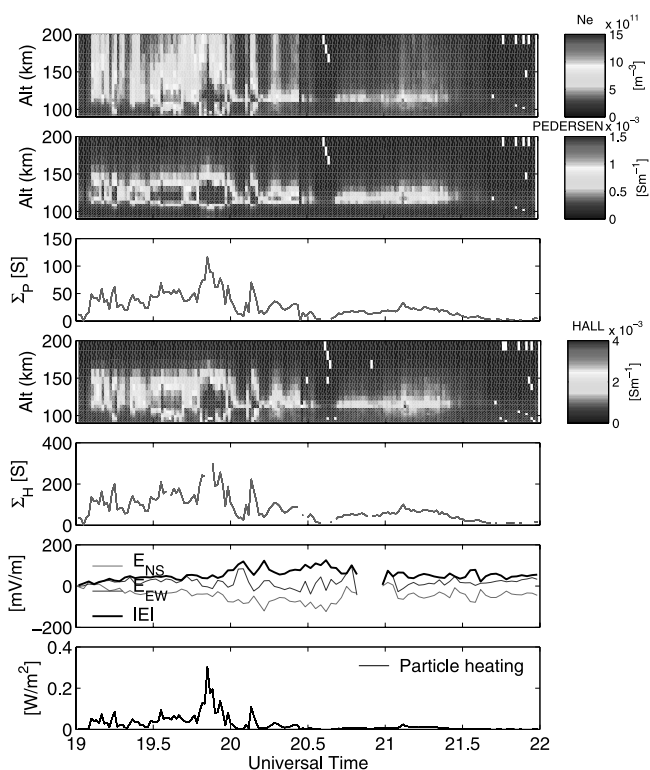 Ne
x 10^11
200
150
100
Alt (km)
15
10
5
0
[m^-3]
PEDERSEN x 10^-3
200
150
100
Alt (km)
1.5
1
0.5
0
[Sm^-1]
150
100
50
0
Σ_P [S]
HALL
x 10^-3
200
150
100
Alt (km)
4
2
0
[Sm^-1]
400
200
0
Σ_H [S]
200
0
−200
[mV/m]
E_NS
E_EW
|E|
0.4
0.2
0
[W/m^2]
Particle heating
19 19.5 20 20.5 21 21.5 22
Universal Time